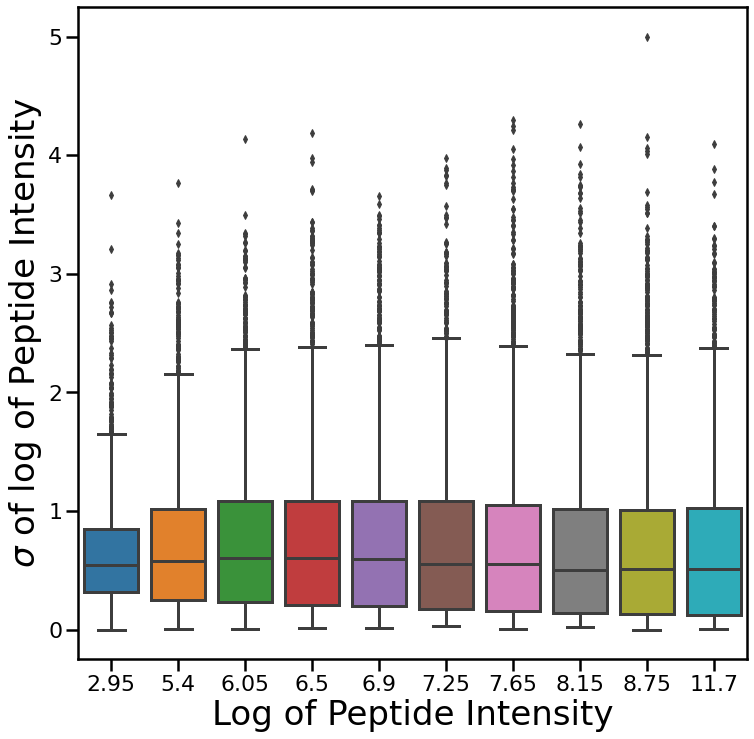 σ of log of Peptide Intensity
5
4
3
2
1
0
2.95 5.4 6.05 6.5 6.9 7.25 7.65 8.15 8.75 11.7
Log of Peptide Intensity